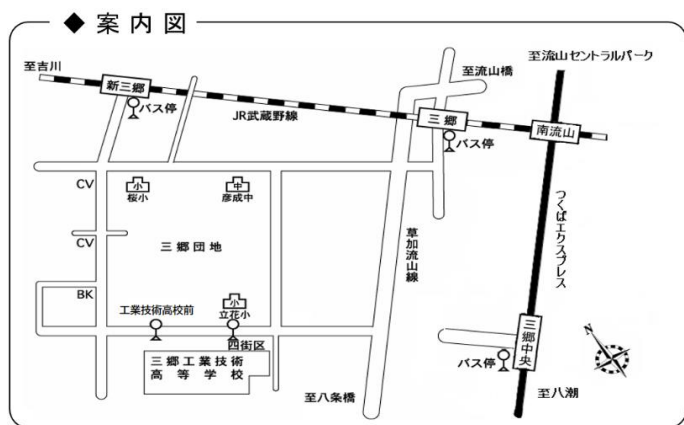 ◆ 案内図
至吉川
新三郷
バス停
JR武蔵野線
至流山橋
三郷
バス停
至流山セントラルパーク
南流山
つくばエクスプレス
CV
小
桜小
中
彦成中
CV
三郷団地
草加流山線
BK
工業技術高校前
小
立花小
四街区
三郷工業技術
高等学校
至八条橋
三郷中央
バス停
至八潮
N